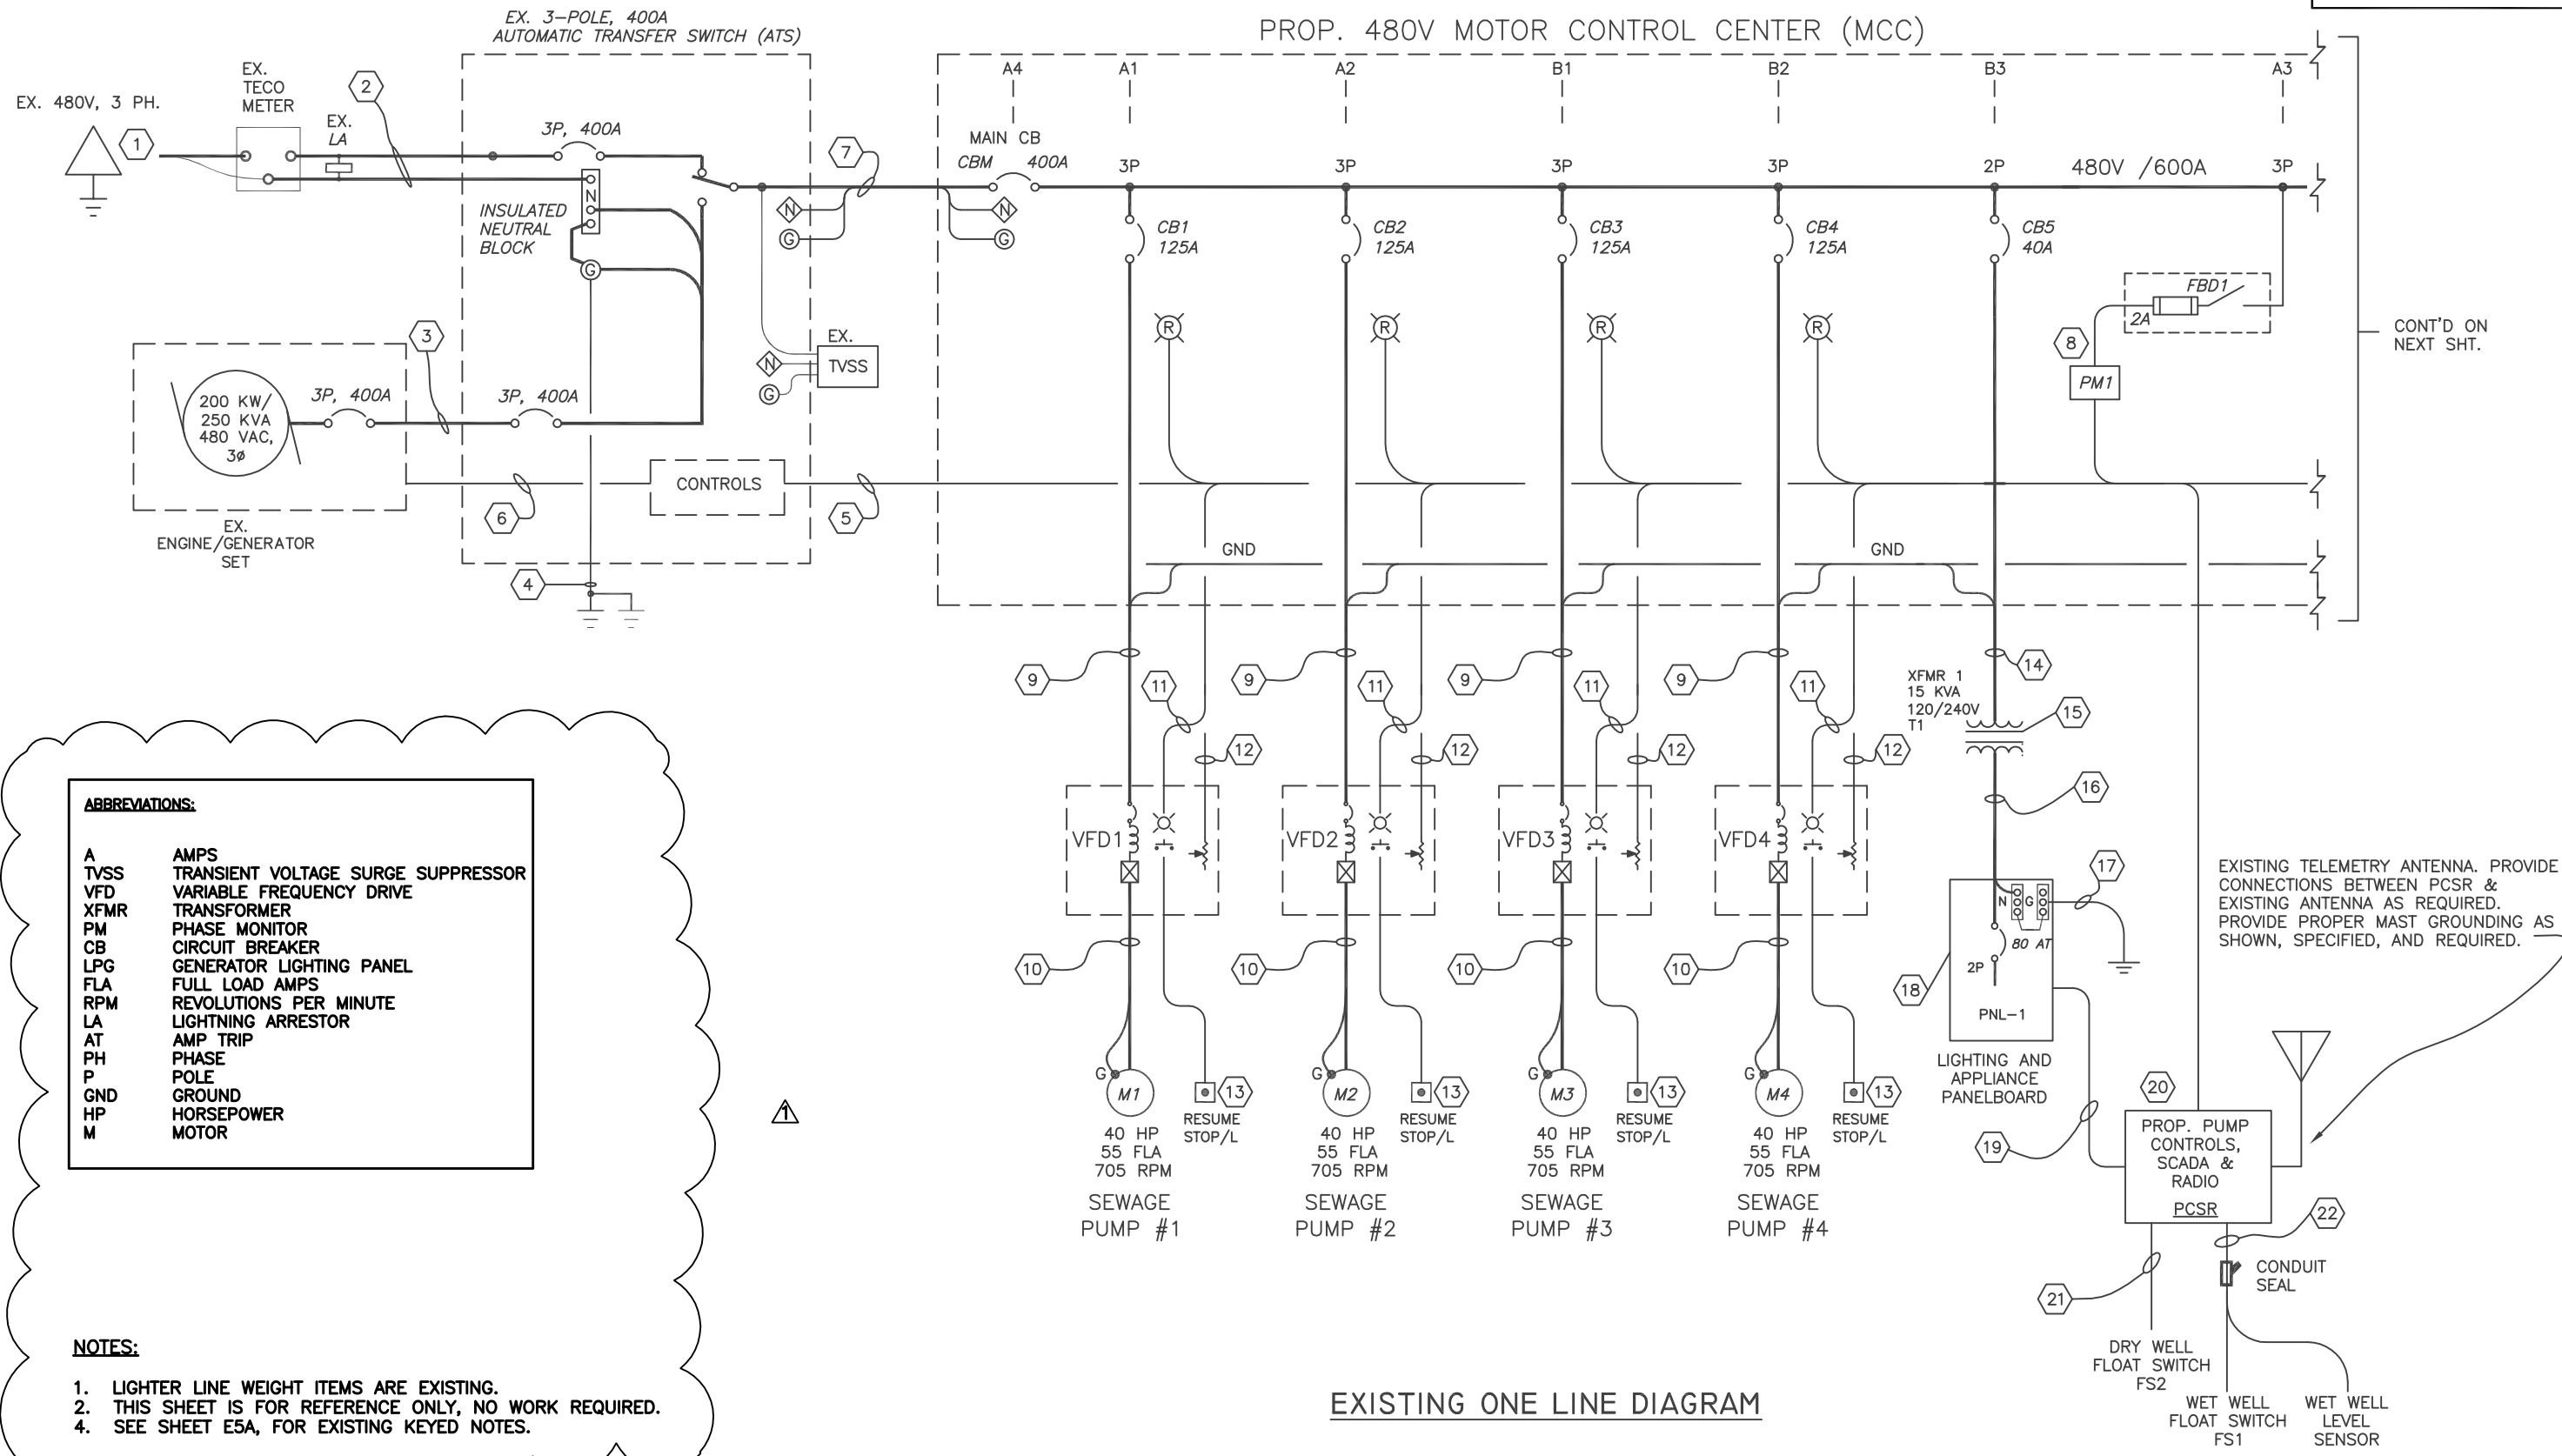 EX. 3-POLE, 400A
AUTOMATIC TRANSFER SWITCH (ATS)
PROP. 480V MOTOR CONTROL CENTER (MCC)
EX. 480V, 3 PH.
1
EX.
TECO
METER
EX.
LA
2
3P, 400A
N
INSULATED
NEUTRAL
BLOCK
G
7
N
G
A4
A1
A2
B1
B2
B3
A3
MAIN CB
CBM 400A
N
G
3P
3P
3P
3P
2P
480V /600A
3P
CB1
125A
CB2
125A
CB3
125A
CB4
125A
CB5
40A
FBD1
2A
8
PM1
CONT'D ON
NEXT SHT.
R
R
R
R
3
200 KW/
250 KVA
480 VAC,
3ø
3P, 400A
3P, 400A
N
G
EX.
TVSS
EX.
ENGINE/GENERATOR
SET
6
CONTROLS
5
4
GND
GND
9
11
12
9
11
12
9
11
12
9
11
12
14
XFMR 1
15 KVA
120/240V
T1
15
16
VFD1
VFD2
VFD3
VFD4
10
10
10
10
17
N
G
80 AT
2P
18
PNL-1
LIGHTING AND
APPLIANCE
PANELBOARD
19
EXISTING TELEMETRY ANTENNA. PROVIDE
CONNECTIONS BETWEEN PCSR &
EXISTING ANTENNA AS REQUIRED.
PROVIDE PROPER MAST GROUNDING AS
SHOWN, SPECIFIED, AND REQUIRED.
G
M1
13
RESUME
STOP/L
40 HP
55 FLA
705 RPM
SEWAGE
PUMP #1
G
M2
13
RESUME
STOP/L
40 HP
55 FLA
705 RPM
SEWAGE
PUMP #2
G
M3
13
RESUME
STOP/L
40 HP
55 FLA
705 RPM
SEWAGE
PUMP #3
G
M4
13
RESUME
STOP/L
40 HP
55 FLA
705 RPM
SEWAGE
PUMP #4
20
PROP. PUMP
CONTROLS,
SCADA &
RADIO
PCSR
22
21
CONDUIT
SEAL
DRY WELL
FLOAT SWITCH
FS2
WET WELL
FLOAT SWITCH
FS1
WET WELL
LEVEL
SENSOR
ABBREVIATIONS:
A AMPS
TVSS TRANSIENT VOLTAGE SURGE SUPPRESSOR
VFD VARIABLE FREQUENCY DRIVE
XFMR TRANSFORMER
PM PHASE MONITOR
CB CIRCUIT BREAKER
LPG GENERATOR LIGHTING PANEL
FLA FULL LOAD AMPS
RPM REVOLUTIONS PER MINUTE
LA LIGHTNING ARRESTOR
AT AMP TRIP
PH PHASE
P POLE
GND GROUND
HP HORSEPOWER
M MOTOR
1
NOTES:
1. LIGHTER LINE WEIGHT ITEMS ARE EXISTING.
2. THIS SHEET IS FOR REFERENCE ONLY, NO WORK REQUIRED.
4. SEE SHEET E5A, FOR EXISTING KEYED NOTES.
EXISTING ONE LINE DIAGRAM